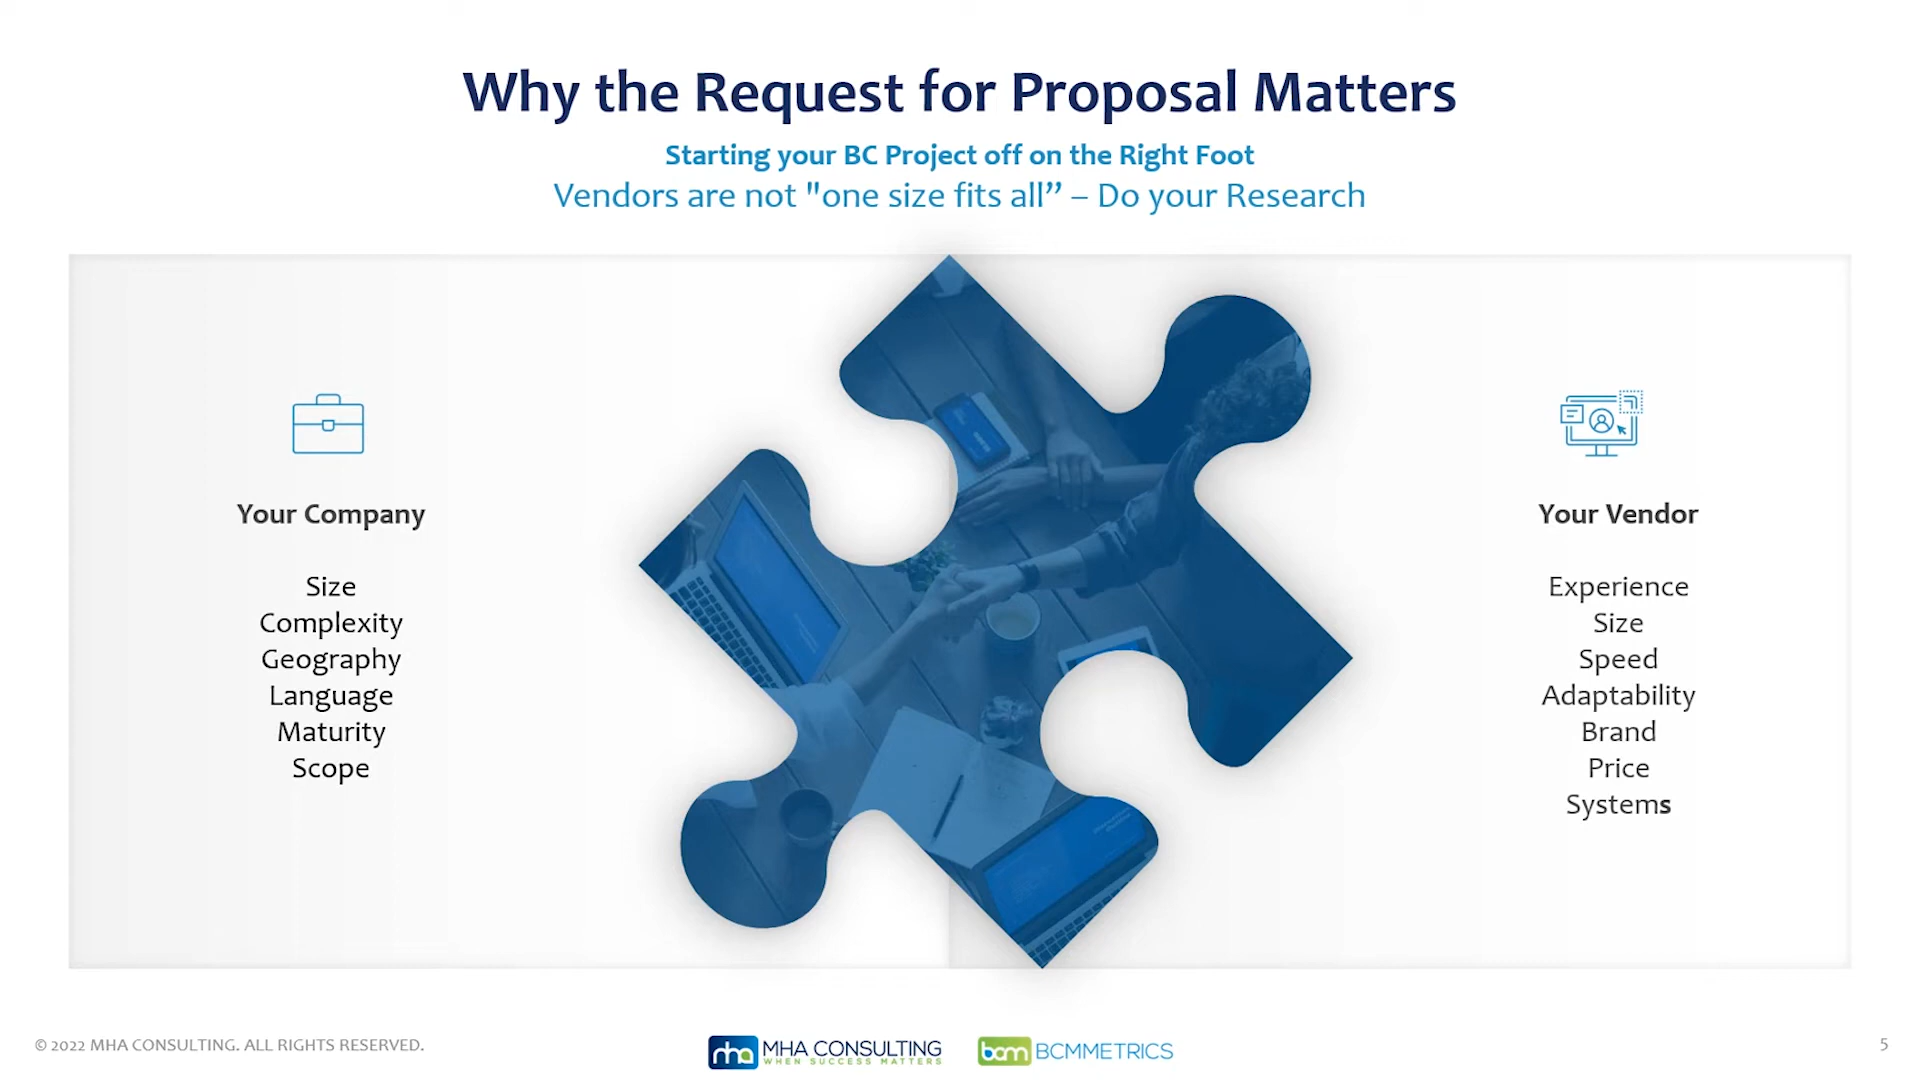 Why the Request for Proposal Matters
Starting your BC Project off on the Right Foot
Vendors are not "one size fits all” – Do your Research
Your Company
Size
Complexity
Geography
Language
Maturity
Scope
Your Vendor
Experience
Size
Speed
Adaptability
Brand
Price
Systems
© 2022 MHA CONSULTING. ALL RIGHTS RESERVED.
mha MHA CONSULTING
WHEN SUCCESS MATTERS
bcm BCMMETRICS
5